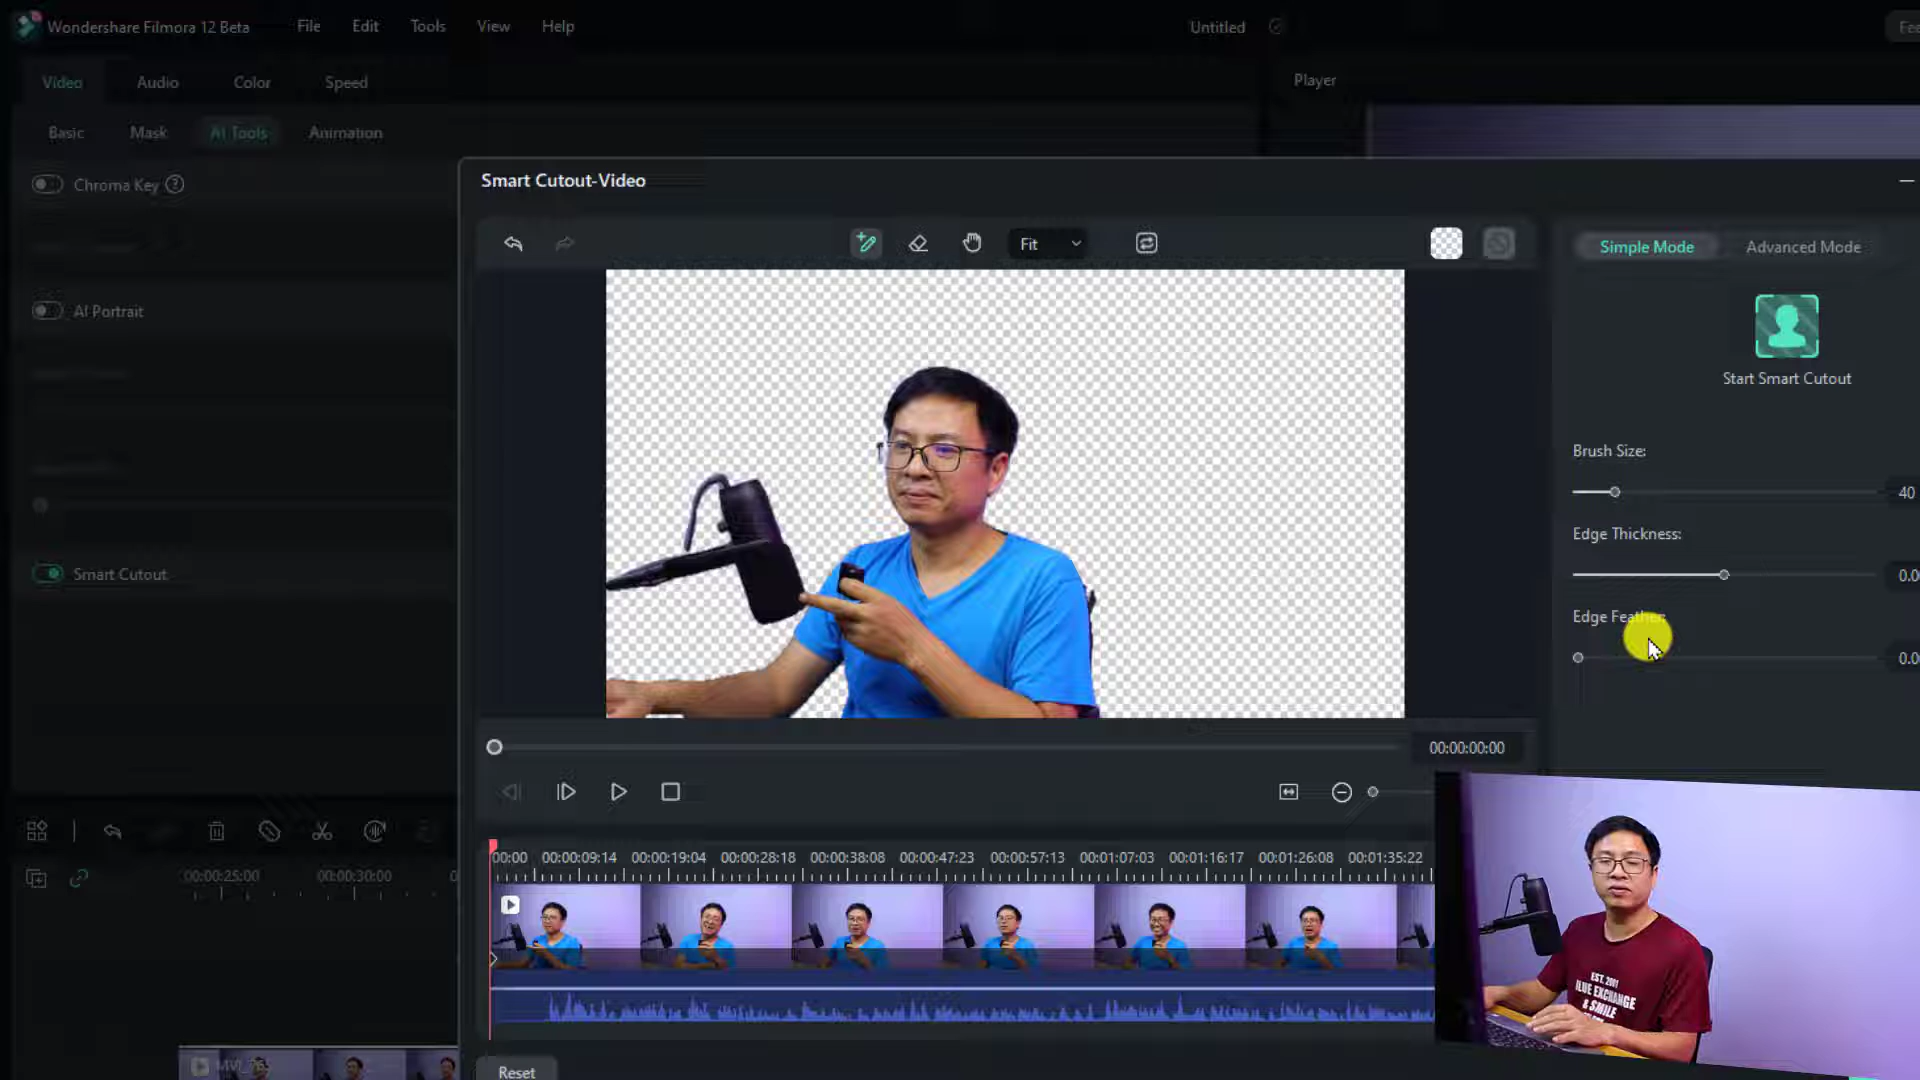 Wondershare Filmora 12 Beta
File
Edit
Tools
View
Help
Untitled
Video
Audio
Color
Speed
Player
Basic
Mask
AI Tools
Animation
Smart Cutout-Video
Chroma Key
Fit
Simple Mode
Advanced Mode
AI Portrait
Start Smart Cutout
Brush Size:
40
Edge Thickness:
Smart Cutout
Edge Feather:
00:00:00:00
00:00 00:00:09:14 00:00:19:04 00:00:28:18 00:00:38:08 00:00:47:23 00:00:57:13 00:01:07:03 00:01:16:17 00:01:26:08 00:01:35:22
00:00:25:00 00:00:30:00
EST. 2001
BLUE EXCHANGE
& SMILE
Reset